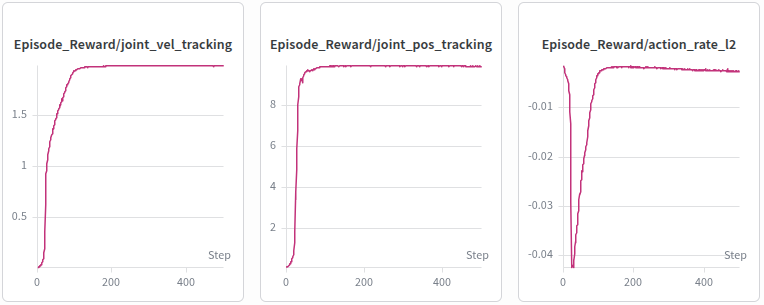 Episode_Reward/joint_vel_tracking
1.5
1
0.5
Step
0 200 400
Episode_Reward/joint_pos_tracking
8
6
4
2
Step
0 200 400
Episode_Reward/action_rate_l2
-0.01
-0.02
-0.03
-0.04
Step
0 200 400